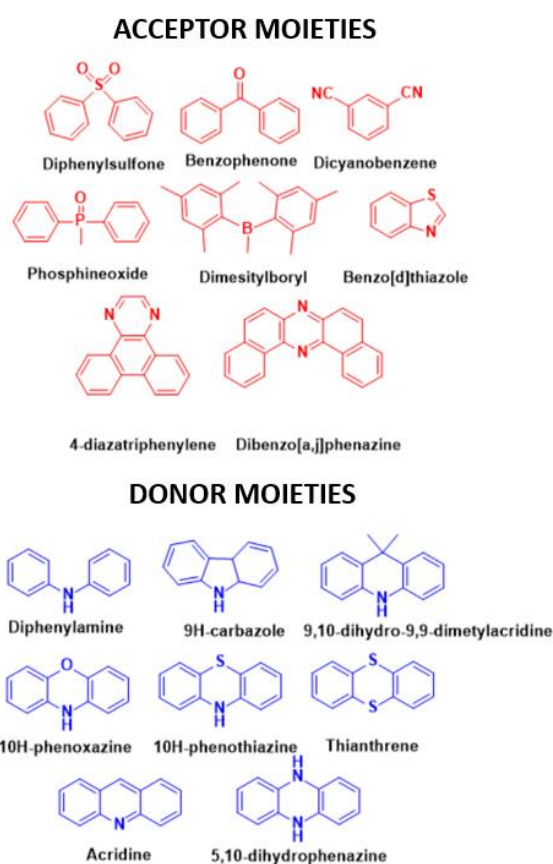 ACCEPTOR MOIETIES
O O
S
O
NC CN
Diphenylsulfone Benzophenone Dicyanobenzene
O
P
B
S
N
Phosphineoxide Dimesitylboryl Benzo[d]thiazole
N N
N
N
4-diazatriphenylene Dibenzo[a,j]phenazine
DONOR MOIETIES
N
H
N
H
N
H
Diphenylamine 9H-carbazole 9,10-dihydro-9,9-dimetylacridine
O
N
H
S
N
H
S
S
10H-phenoxazine 10H-phenothiazine Thianthrene
N
H
N
N
H
Acridine 5,10-dihydrophenazine